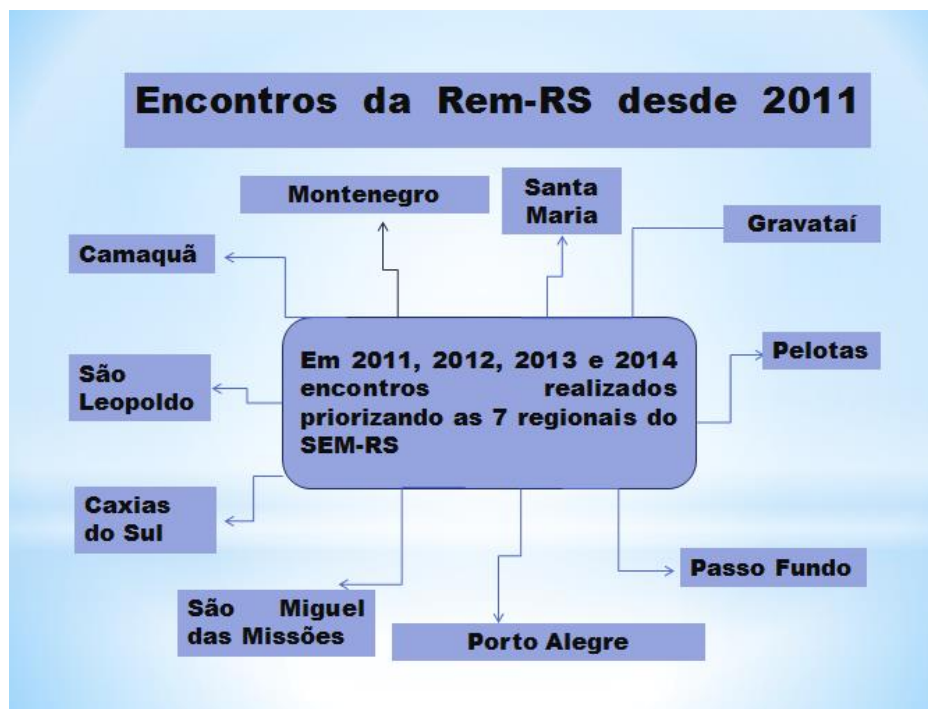 Encontros da Rem-RS desde 2011
Montenegro
Santa
Maria
Gravataí
Camaquã
Em 2011, 2012, 2013 e 2014
encontros realizados
priorizando as 7 regionais do
SEM-RS
Pelotas
São
Leopoldo
Caxias
do Sul
Passo Fundo
São Miguel
das Missões
Porto Alegre